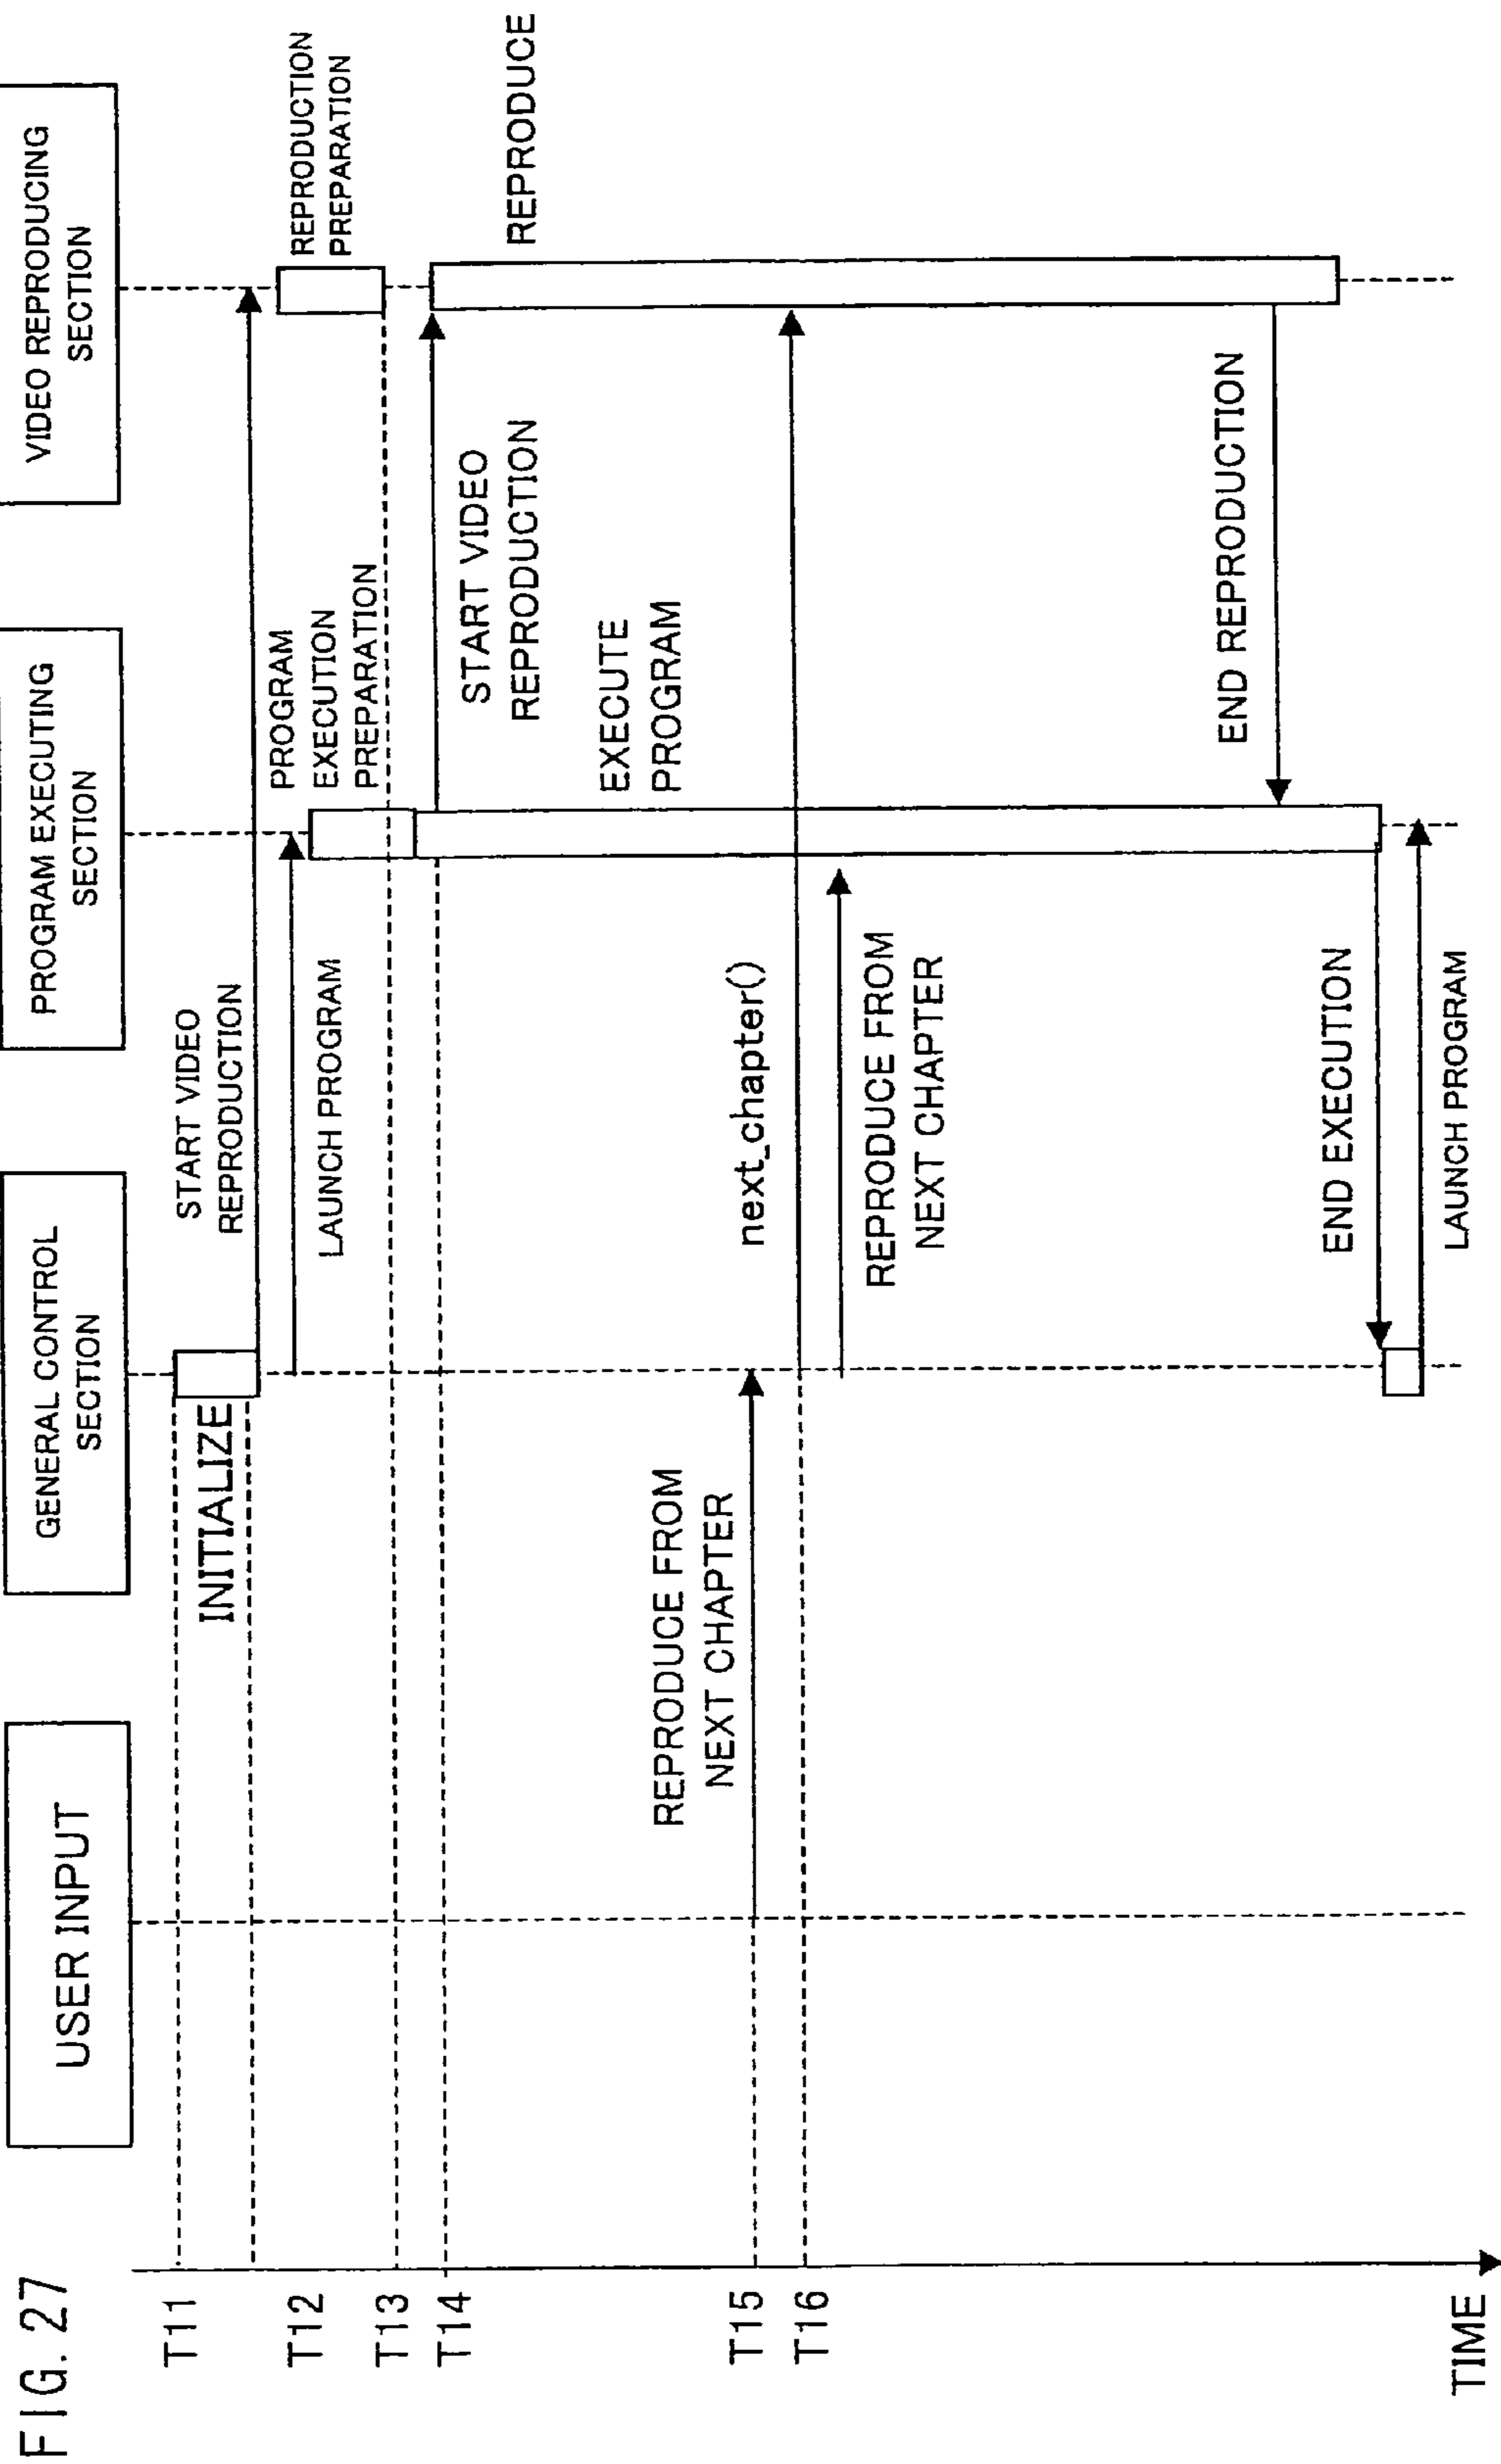 FIG. 27
USER INPUT
GENERAL CONTROL
SECTION
PROGRAM EXECUTING
SECTION
VIDEO REPRODUCING
SECTION
T11
INITIALIZE
START VIDEO
REPRODUCTION
T12
LAUNCH PROGRAM
PROGRAM
EXECUTION
PREPARATION
REPRODUCTION
PREPARATION
T13
T14
START VIDEO
REPRODUCTION
REPRODUCE
EXECUTE
PROGRAM
REPRODUCE FROM
NEXT CHAPTER
T15
next_chapter()
T16
REPRODUCE FROM
NEXT CHAPTER
END REPRODUCTION
END EXECUTION
LAUNCH PROGRAM
TIME